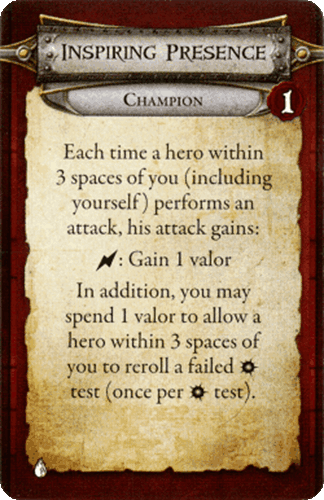 Inspiring Presence
Champion
1
Each time a hero within
3 spaces of you (including
yourself) performs an
attack, his attack gains:
: Gain 1 valor
In addition, you may
spend 1 valor to allow a
hero within 3 spaces of
you to reroll a failed
test (once per test).